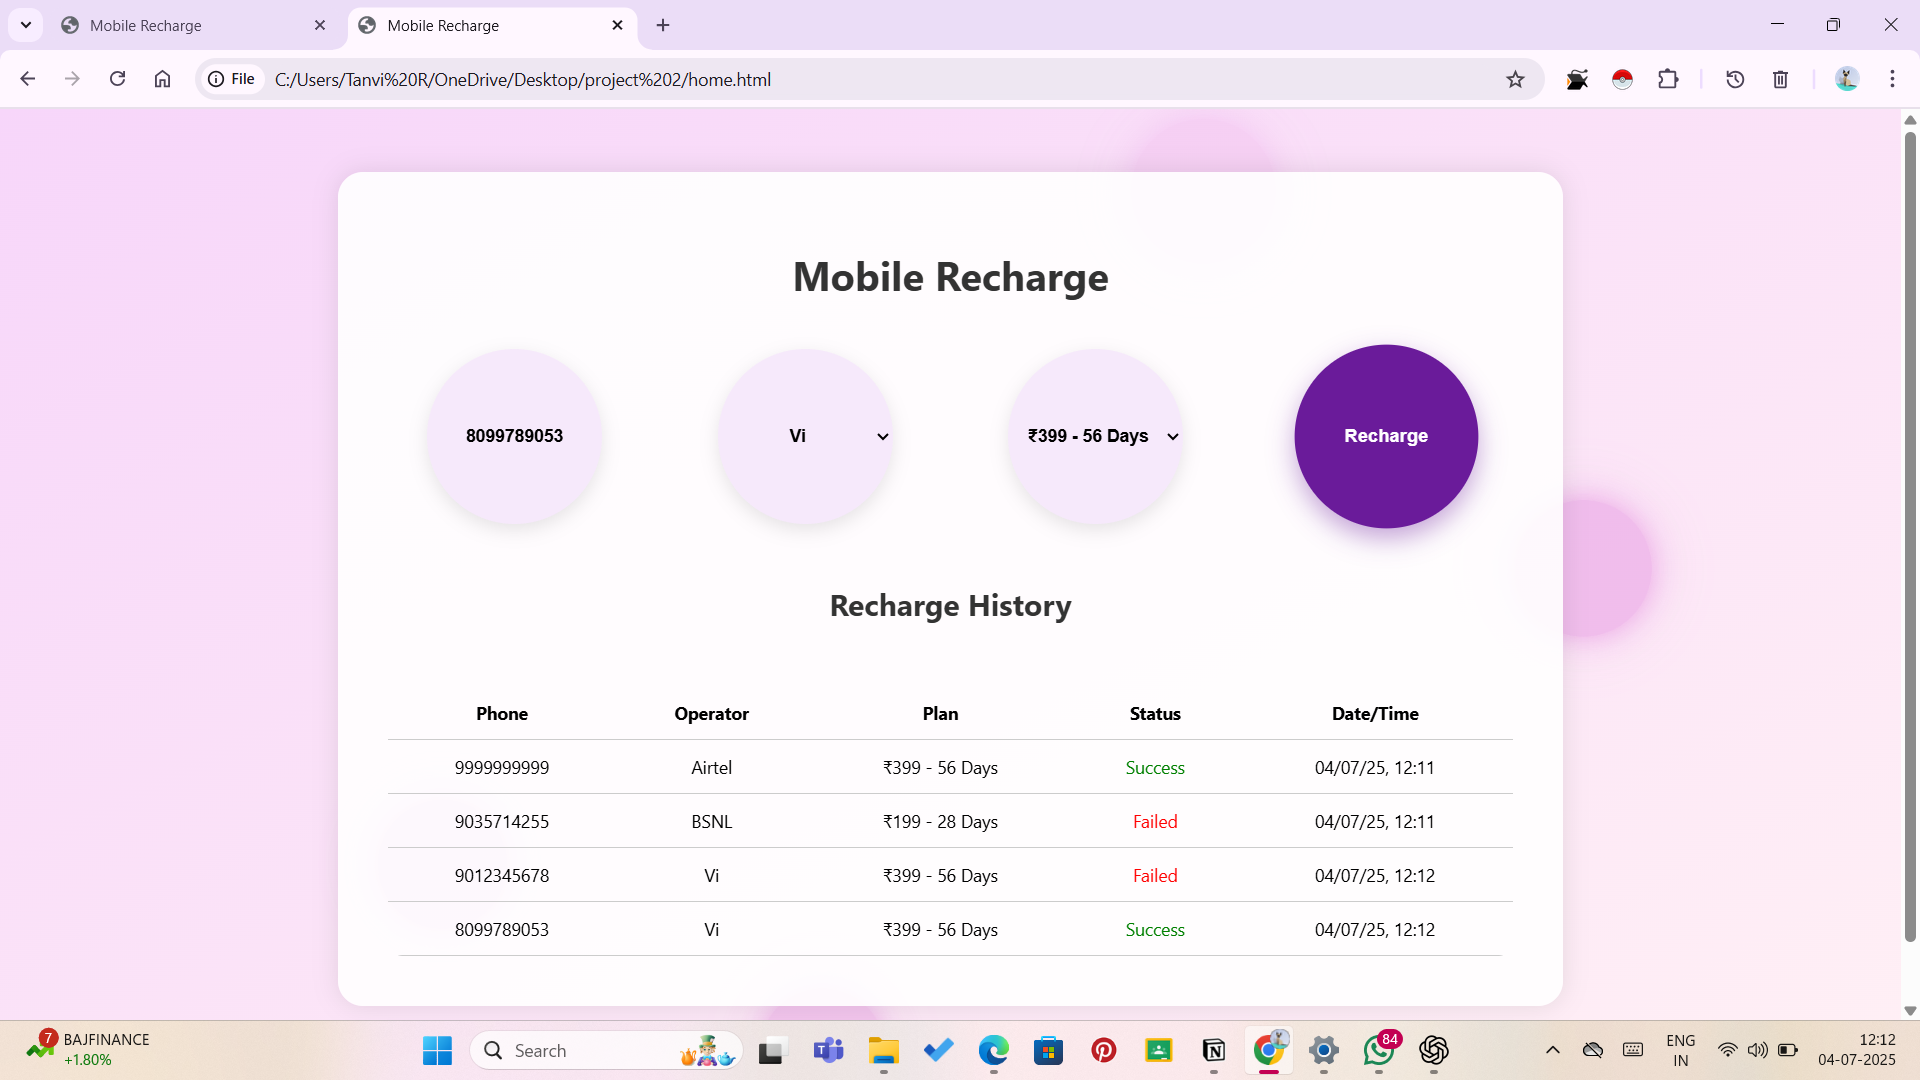 Mobile Recharge
Mobile Recharge
File C:/Users/Tanvi%20R/OneDrive/Desktop/project%202/home.html
Mobile Recharge
8099789053 Vi ₹399 - 56 Days Recharge
Recharge History
Phone Operator Plan Status Date/Time
9999999999 Airtel ₹399 - 56 Days Success 04/07/25, 12:11
9035714255 BSNL ₹199 - 28 Days Failed 04/07/25, 12:11
9012345678 Vi ₹399 - 56 Days Failed 04/07/25, 12:12
8099789053 Vi ₹399 - 56 Days Success 04/07/25, 12:12
7 BAJFINANCE
+1.80%
Search
84
ENG
IN
12:12
04-07-2025